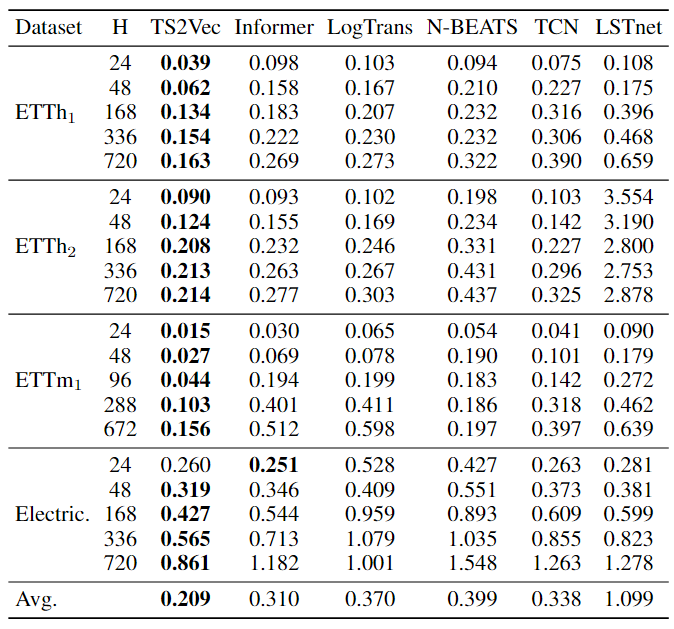 Dataset H TS2Vec Informer LogTrans N-BEATS TCN LSTnet
24 0.039 0.098 0.103 0.094 0.075 0.108
48 0.062 0.158 0.167 0.210 0.227 0.175
ETTh1 168 0.134 0.183 0.207 0.232 0.316 0.396
336 0.154 0.222 0.230 0.232 0.306 0.468
720 0.163 0.269 0.273 0.322 0.390 0.659
24 0.090 0.093 0.102 0.198 0.103 3.554
48 0.124 0.155 0.169 0.234 0.142 3.190
ETTh2 168 0.208 0.232 0.246 0.331 0.227 2.800
336 0.213 0.263 0.267 0.431 0.296 2.753
720 0.214 0.277 0.303 0.437 0.325 2.878
24 0.015 0.030 0.065 0.054 0.041 0.090
48 0.027 0.069 0.078 0.190 0.101 0.179
ETTm1 96 0.044 0.194 0.199 0.183 0.142 0.272
288 0.103 0.401 0.411 0.186 0.318 0.462
672 0.156 0.512 0.598 0.197 0.397 0.639
24 0.260 0.251 0.528 0.427 0.263 0.281
48 0.319 0.346 0.409 0.551 0.373 0.381
Electric. 168 0.427 0.544 0.959 0.893 0.609 0.599
336 0.565 0.713 1.079 1.035 0.855 0.823
720 0.861 1.182 1.001 1.548 1.263 1.278
Avg. 0.209 0.310 0.370 0.399 0.338 1.099